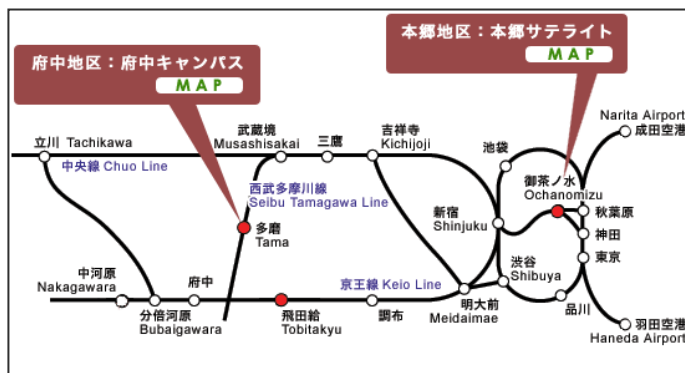 本郷地区：本郷サテライト
MAP
府中地区：府中キャンパス
MAP
Narita Airport
成田空港
立川 Tachikawa
武蔵境
Musashisakai
三鷹
吉祥寺
Kichijoji
池袋
中央線 Chuo Line
西武多摩川線
Seibu Tamagawa Line
御茶ノ水
Ochanomizu
秋葉原
新宿
Shinjuku
多磨
Tama
神田
東京
渋谷
Shibuya
中河原
Nakagawara
府中
京王線 Keio Line
分倍河原
Bubaigawara
飛田給
Tobitakyu
調布
明大前
Meidaimae
品川
羽田空港
Haneda Airport